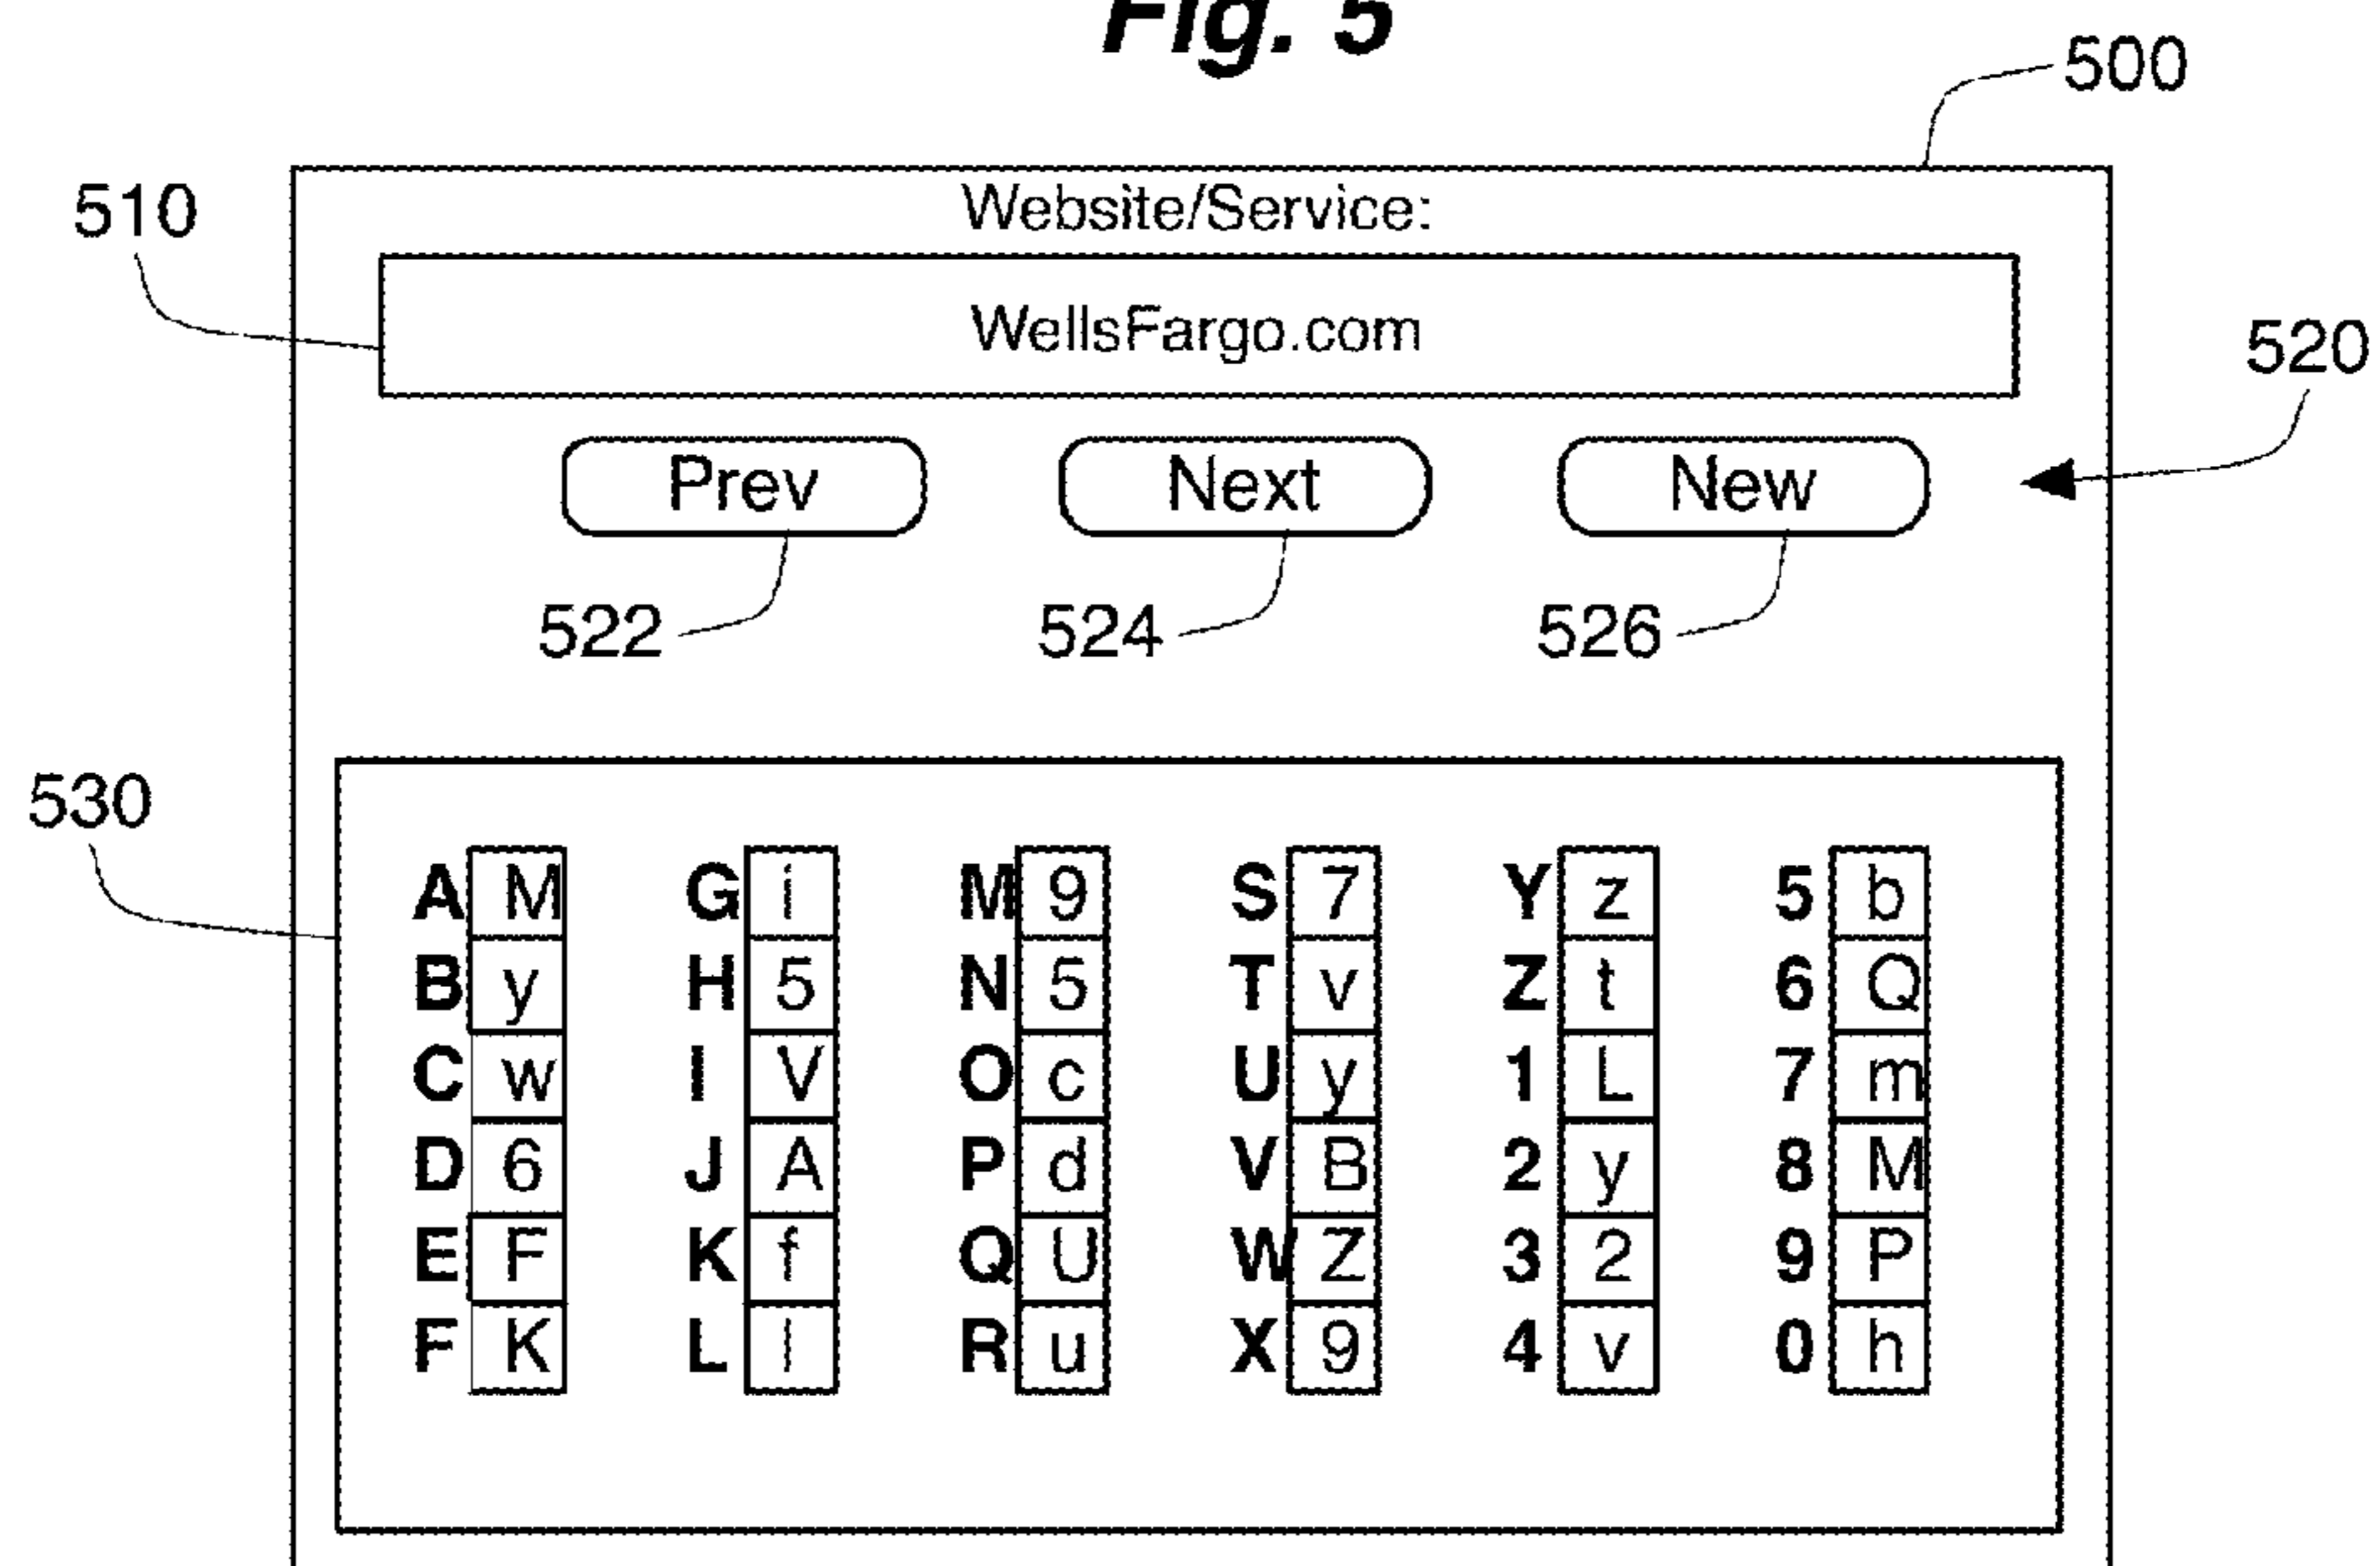 Fig. 5
500
510
Website/Service:
WellsFargo.com
520
Prev Next New
522 524 526
530
A M G i M 9 S 7 Y z 5 b
B y H 5 N 5 T v Z t 6 Q
C w I V O c U y 1 L 7 m
D 6 J A P d V B 2 y 8 M
E F K f Q U W Z 3 2 9 P
F K L l R u X 9 4 v 0 h